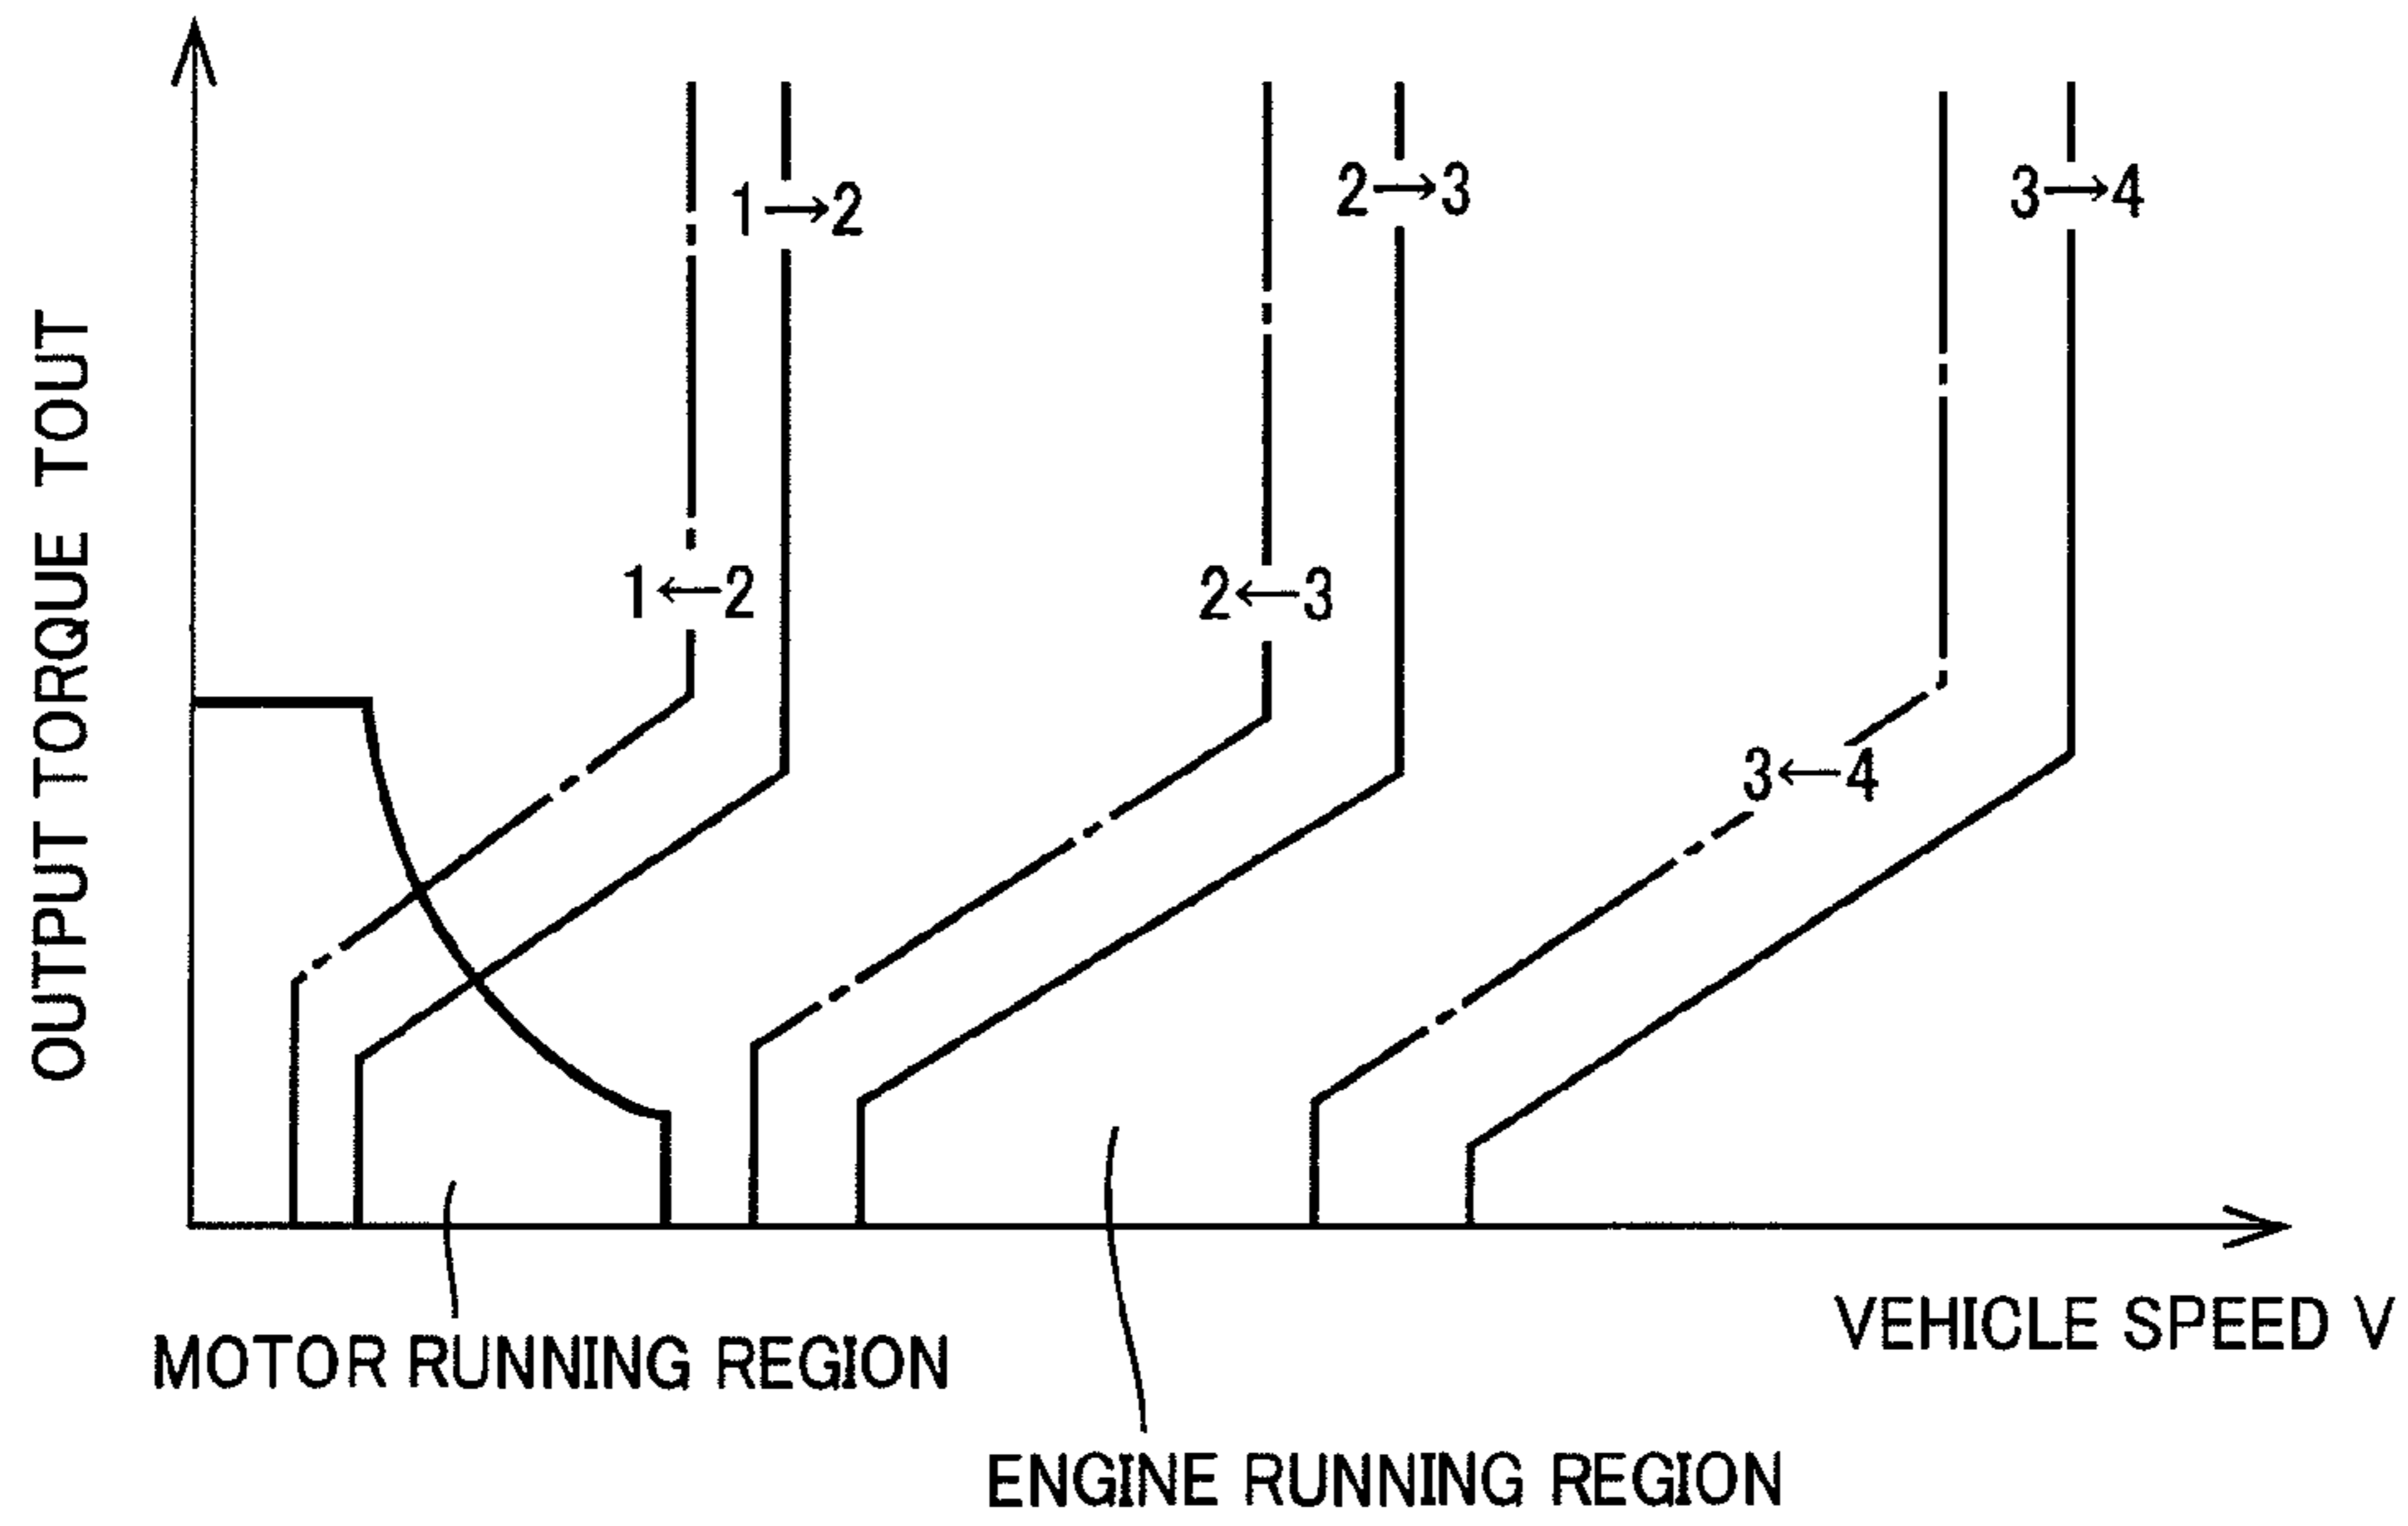 OUTPUT TORQUE TOUT
1→2
2→3
3→4
1←2
2←3
3←4
VEHICLE SPEED V
MOTOR RUNNING REGION
ENGINE RUNNING REGION